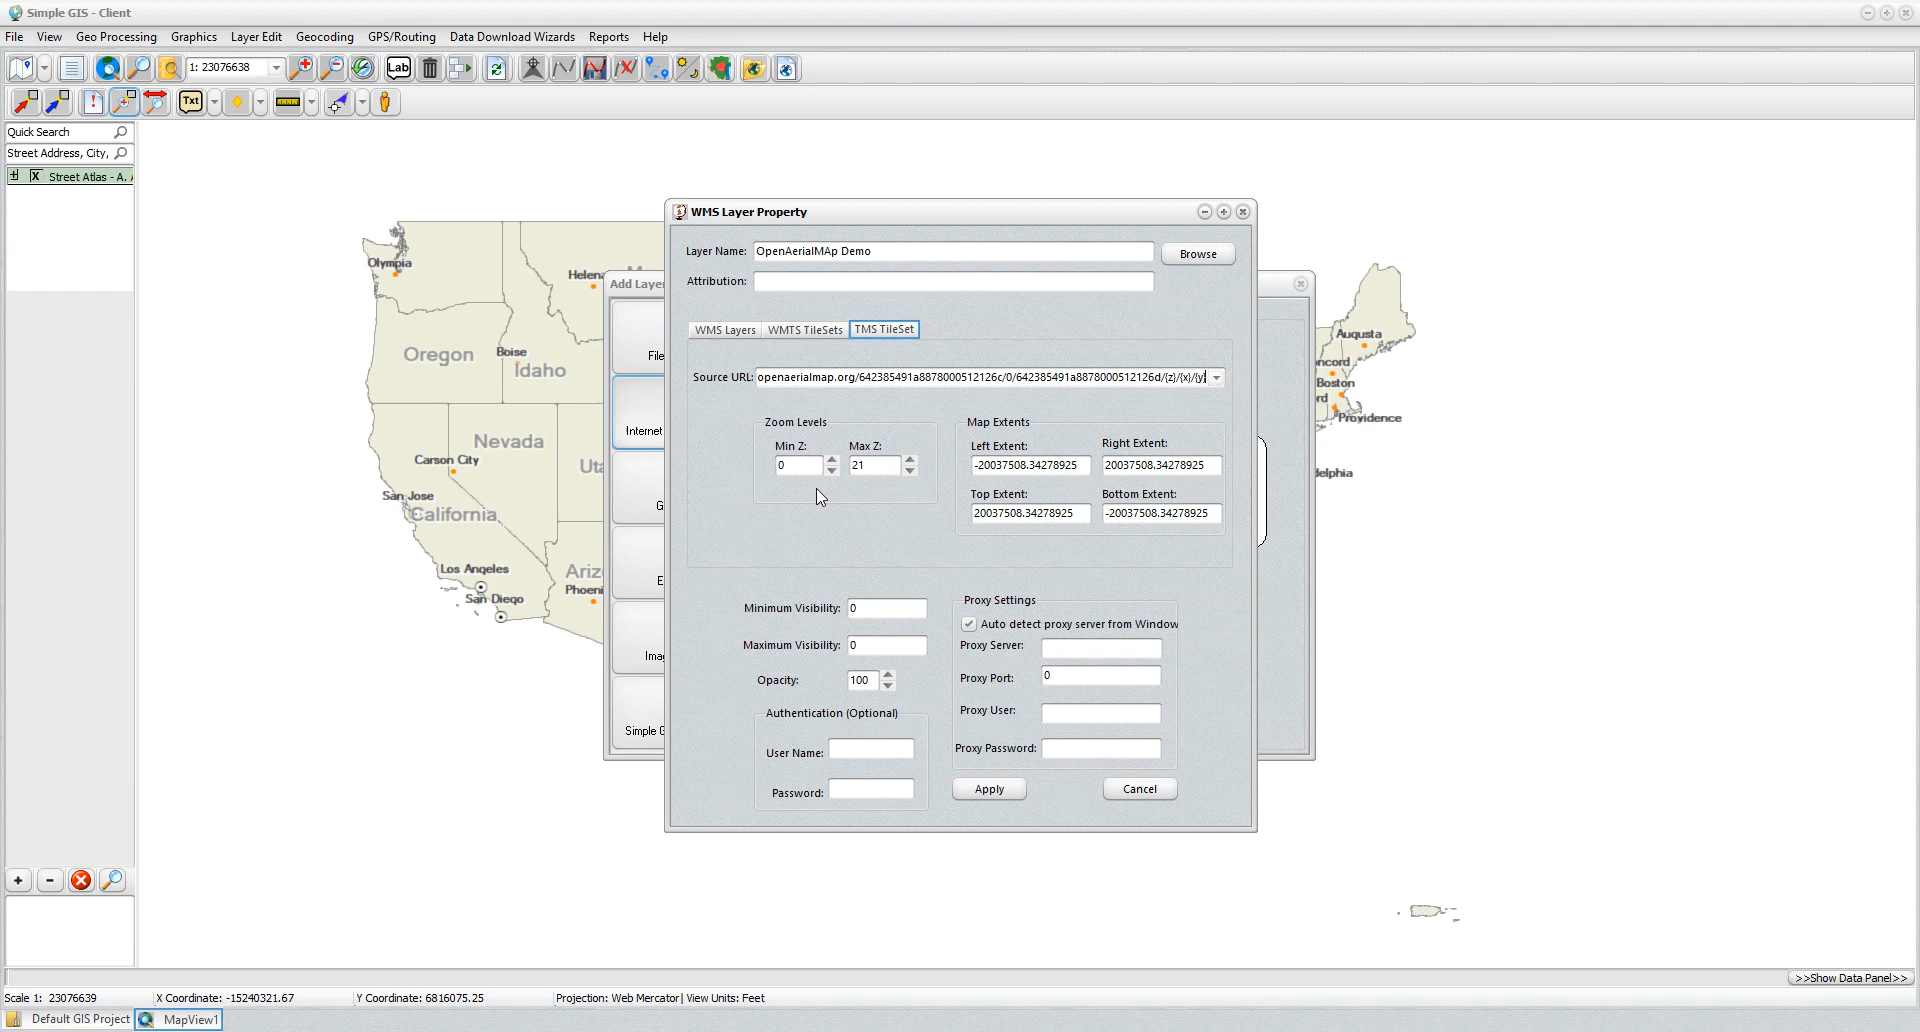 Simple GIS - Client
File View Geo Processing Graphics Layer Edit Geocoding GPS/Routing Data Download Wizards Reports Help
1: 23076638
Lab
Txt
Quick Search
Street Address, City,
X Street Atlas - A.
Olympia
Helena
Oregon
Boise
Idaho
Nevada
Carson City
San Jose
California
Los Angeles
Phoeni
San Diego
Augusta
Boston
Providence
Add Laye
File
Internet
Simple G
WMS Layer Property
Layer Name: OpenAerialMAp Demo
Browse
Attribution:
WMS Layers WMTS TileSets TMS TileSet
Source URL: openaerialmap.org/642385491a8878000512126c/0/642385491a8878000512126d/{z}/{x}/{y}
Zoom Levels
Min Z: Max Z:
0 21
Map Extents
Left Extent: Right Extent:
-20037508.34278925 20037508.34278925
Top Extent: Bottom Extent:
20037508.34278925 -20037508.34278925
Minimum Visibility: 0
Maximum Visibility: 0
Opacity: 100
Authentication (Optional)
User Name:
Password:
Proxy Settings
Auto detect proxy server from Window
Proxy Server:
Proxy Port: 0
Proxy User:
Proxy Password:
Apply Cancel
>>Show Data Panel>>
Scale 1: 23076639 X Coordinate: -15240321.67 Y Coordinate: 6816075.25 Projection: Web Mercator| View Units: Feet
Default GIS Project MapView1